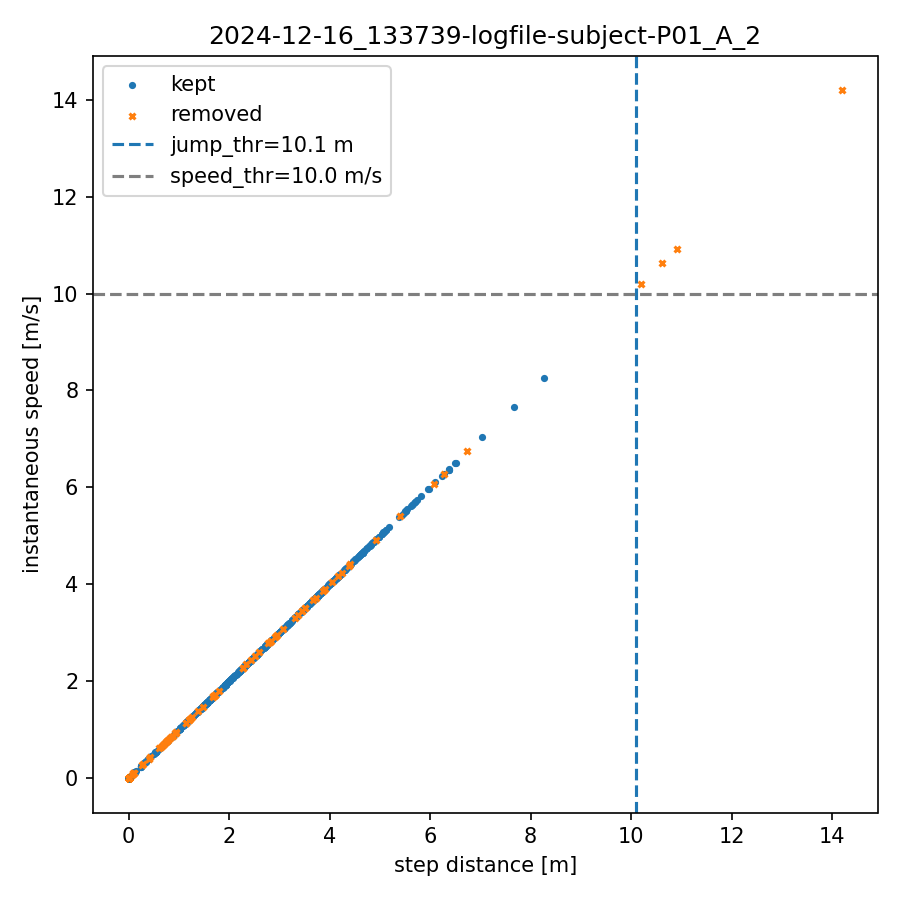 2024-12-16_133739-logfile-subject-P01_A_2
kept
removed
jump_thr=10.1 m
speed_thr=10.0 m/s
instantaneous speed [m/s]
14
12
10
8
6
4
2
0
0 2 4 6 8 10 12 14
step distance [m]